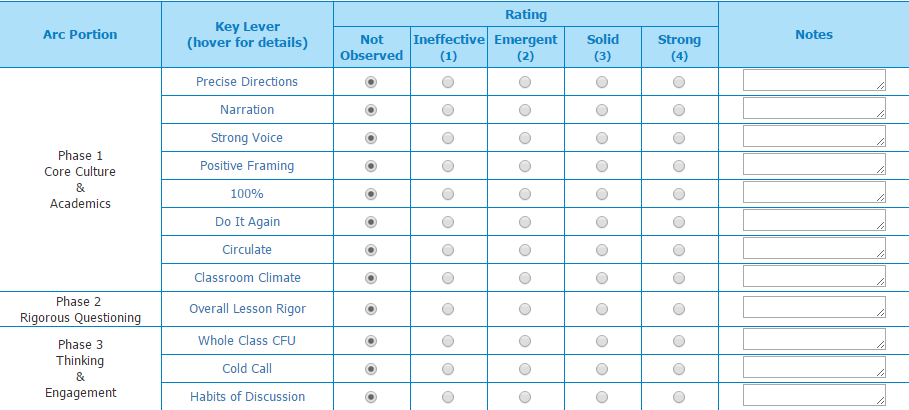 Arc Portion
Key Lever
(hover for details)
Rating
Notes
Not
Observed
Ineffective
(1)
Emergent
(2)
Solid
(3)
Strong
(4)
Phase 1
Core Culture
&
Academics
Precise Directions
Narration
Strong Voice
Positive Framing
100%
Do It Again
Circulate
Classroom Climate
Phase 2
Rigorous Questioning
Overall Lesson Rigor
Phase 3
Thinking
&
Engagement
Whole Class CFU
Cold Call
Habits of Discussion